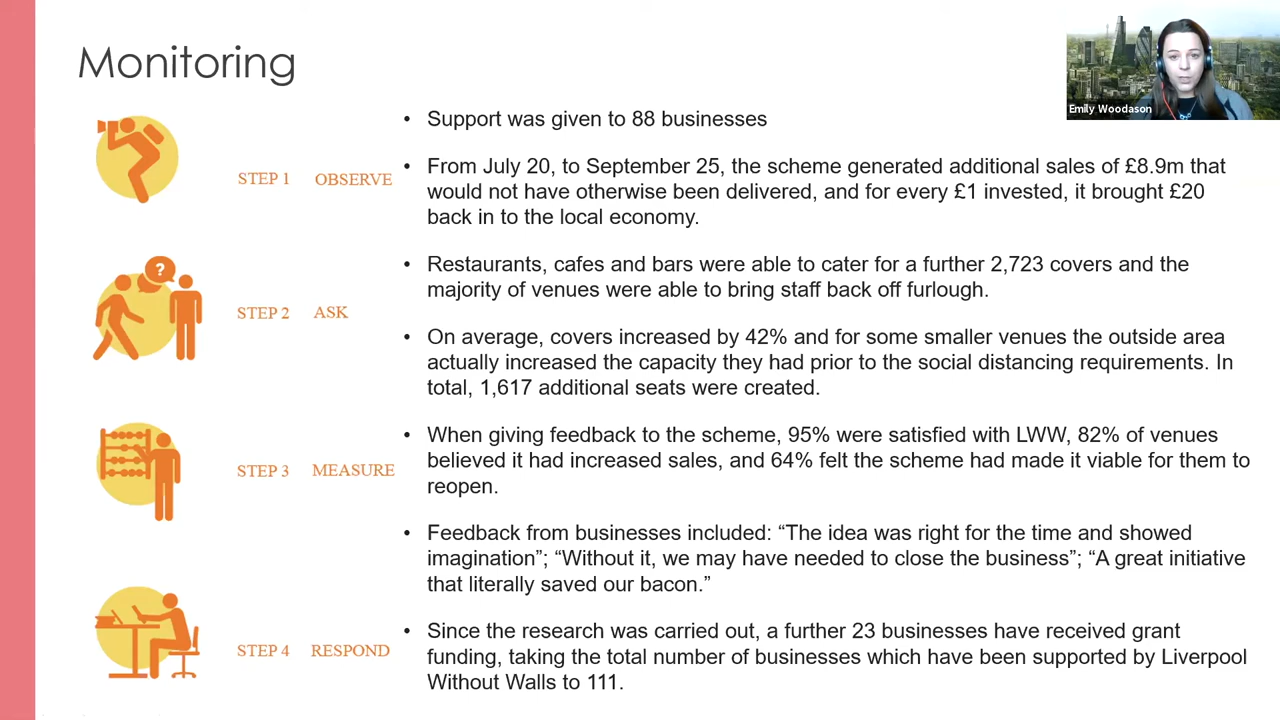 Monitoring
Emily Woodason
• Support was given to 88 businesses
• From July 20, to September 25, the scheme generated additional sales of £8.9m that
would not have otherwise been delivered, and for every £1 invested, it brought £20
back in to the local economy.
STEP 1 OBSERVE
• Restaurants, cafes and bars were able to cater for a further 2,723 covers and the
majority of venues were able to bring staff back off furlough.
?
STEP 2 ASK
• On average, covers increased by 42% and for some smaller venues the outside area
actually increased the capacity they had prior to the social distancing requirements. In
total, 1,617 additional seats were created.
• When giving feedback to the scheme, 95% were satisfied with LWW, 82% of venues
believed it had increased sales, and 64% felt the scheme had made it viable for them to
reopen.
STEP 3 MEASURE
• Feedback from businesses included: “The idea was right for the time and showed
imagination”; “Without it, we may have needed to close the business”; “A great initiative
that literally saved our bacon.”
• Since the research was carried out, a further 23 businesses have received grant
funding, taking the total number of businesses which have been supported by Liverpool
Without Walls to 111.
STEP 4 RESPOND